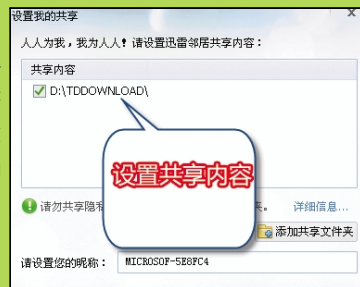 设置我的共享
人人为我，我为人人！请设置迅雷邻居共享内容：
共享内容
D:\TDDOWNLOAD\
设置共享内容
请勿共享隐私
夹。 详细信息...
添加共享文件夹
请设置您的昵称： MICROSOF-5E8FC4